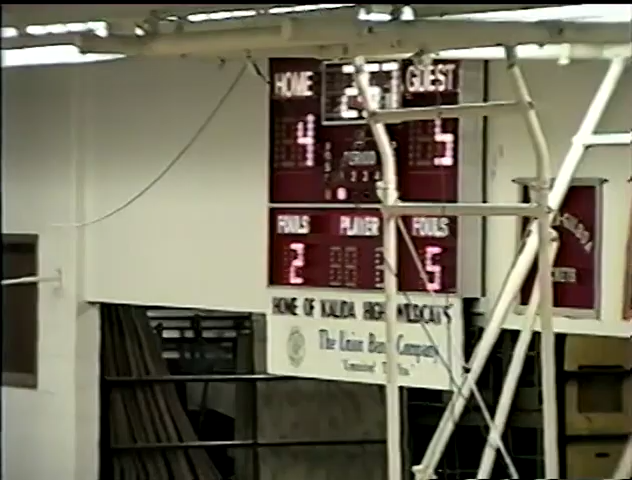 HOME GUEST
4 5
PERIOD
FOULS PLAYER FOULS
2 5
HOME OF KALIDA HIGH WILDCATS
The Union Bank Company